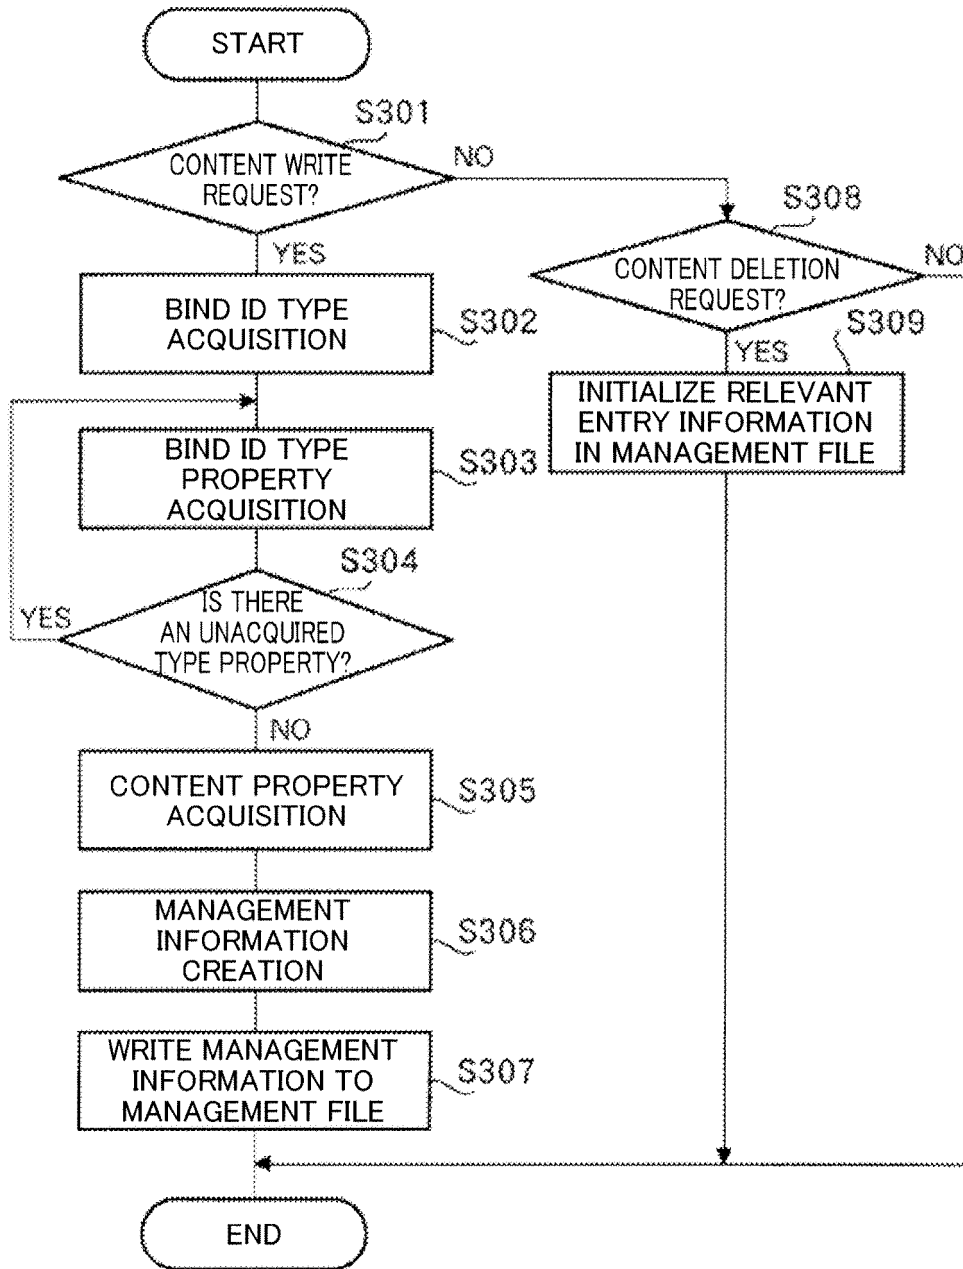 START
S301
CONTENT WRITE
REQUEST?
NO
YES
S308
CONTENT DELETION
REQUEST?
NO
YES
BIND ID TYPE
ACQUISITION
S302
S309
INITIALIZE RELEVANT
ENTRY INFORMATION
IN MANAGEMENT FILE
BIND ID TYPE
PROPERTY
ACQUISITION
S303
S304
IS THERE
AN UNACQUIRED
TYPE PROPERTY?
YES
NO
CONTENT PROPERTY
ACQUISITION
S305
MANAGEMENT
INFORMATION
CREATION
S306
WRITE MANAGEMENT
INFORMATION TO
MANAGEMENT FILE
S307
END